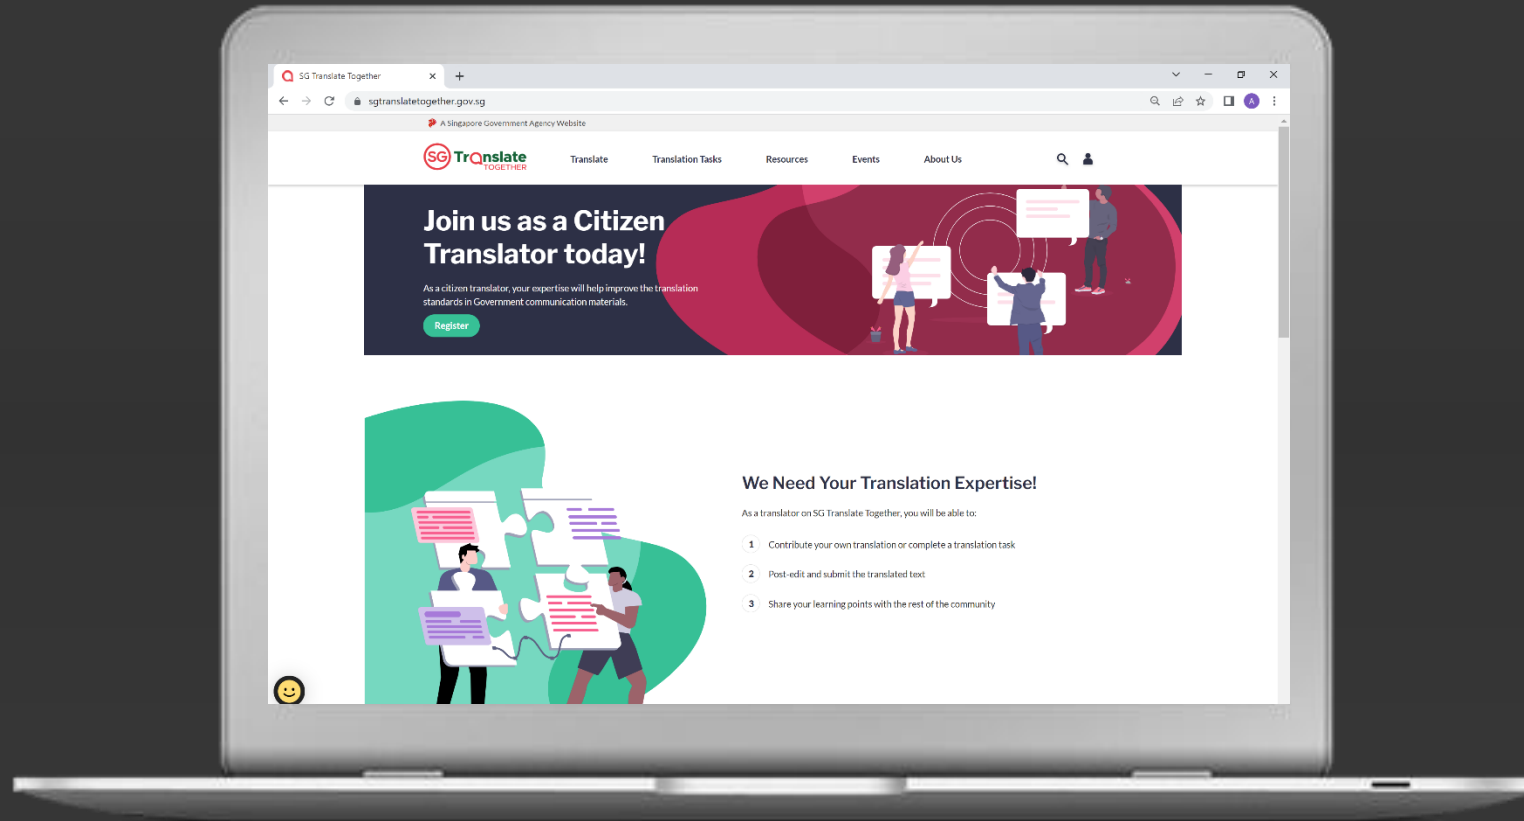 SG Translate Together
sgtranslatetogether.gov.sg
A
A Singapore Government Agency Website
SG Translate
TOGETHER
Translate
Translation Tasks
Resources
Events
About Us
Join us as a Citizen
Translator today!
As a citizen translator, your expertise will help improve the translation
standards in Government communication materials.
Register
We Need Your Translation Expertise!
As a translator on SG Translate Together, you will be able to:
1 Contribute your own translation or complete a translation task
2 Post-edit and submit the translated text
3 Share your learning points with the rest of the community